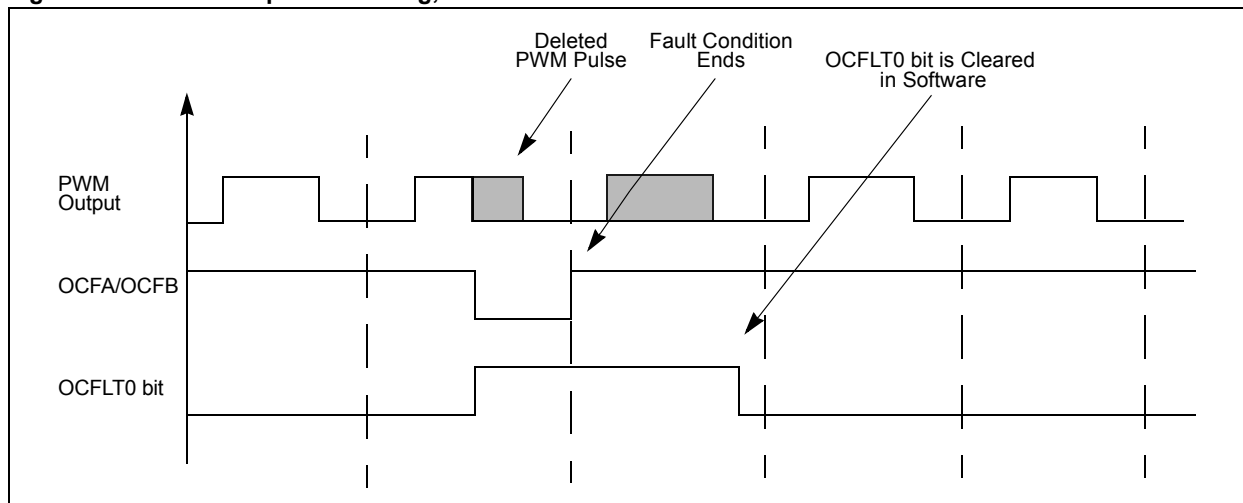 Deleted
PWM Pulse
Fault Condition
Ends
OCFLT0 bit is Cleared
in Software
PWM
Output
OCFA/OCFB
OCFLT0 bit